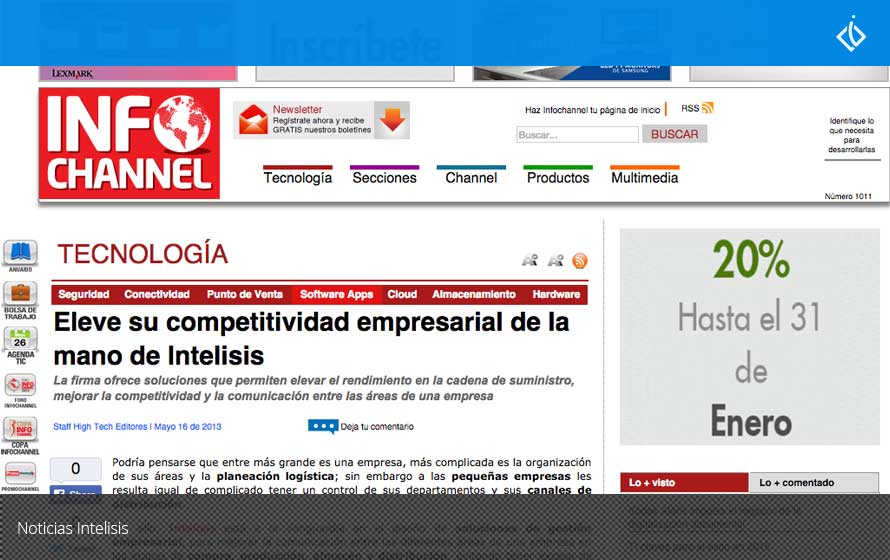 Inscríbete
LEXMARK
LED TV MONITORS
DE SAMSUNG
INFO
CHANNEL
Newsletter
Regístrate ahora y recibe
GRATIS nuestros boletines
Haz Infochannel tu página de inicio
RSS
Buscar...
BUSCAR
Identifique lo
que necesita
para
desarrollarlas
Número 1011
Tecnología
Secciones
Channel
Productos
Multimedia
ANUARIO
BOLSA DE
TRABAJO
26
AGENDA
TIC
FORO
INFOCHANNEL
COPA
INFOCHANNEL
PROMOCHANNEL
TECNOLOGÍA
Seguridad
Conectividad
Punto de Venta
Software Apps
Cloud
Almacenamiento
Hardware
Eleve su competitividad empresarial de la
mano de Intelisis
La firma ofrece soluciones que permiten elevar el rendimiento en la cadena de suministro,
mejorar la competitividad y la comunicación entre las áreas de una empresa
Staff High Tech Editores | Mayo 16 de 2013
Deja tu comentario
0
Share
Podría pensarse que entre más grande es una empresa, más complicada es la organización
de sus áreas y la planeación logística; sin embargo a las pequeñas empresas les
resulta igual de complicado tener un control de sus departamentos y sus canales de
20%
Hasta el 31
de
Enero
Lo + visto
Lo + comentado
Noticias Intelisis